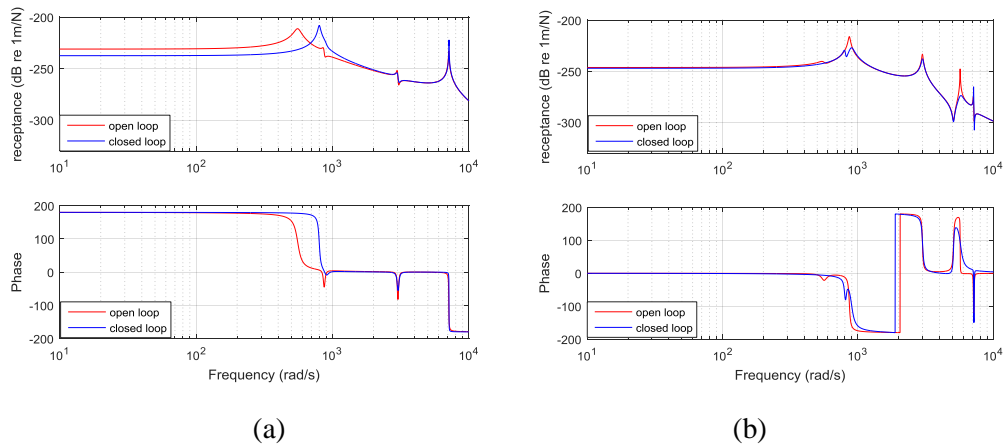 receptance (dB re 1m/N)
-200
-250
-300
open loop
closed loop
10^1
10^2
10^3
10^4
Phase
200
100
0
-100
-200
open loop
closed loop
10^1
10^2
10^3
10^4
Frequency (rad/s)
(a)
receptance (dB re 1m/N)
-200
-250
-300
open loop
closed loop
10^1
10^2
10^3
10^4
Phase
200
100
0
-100
-200
open loop
closed loop
10^1
10^2
10^3
10^4
Frequency (rad/s)
(b)